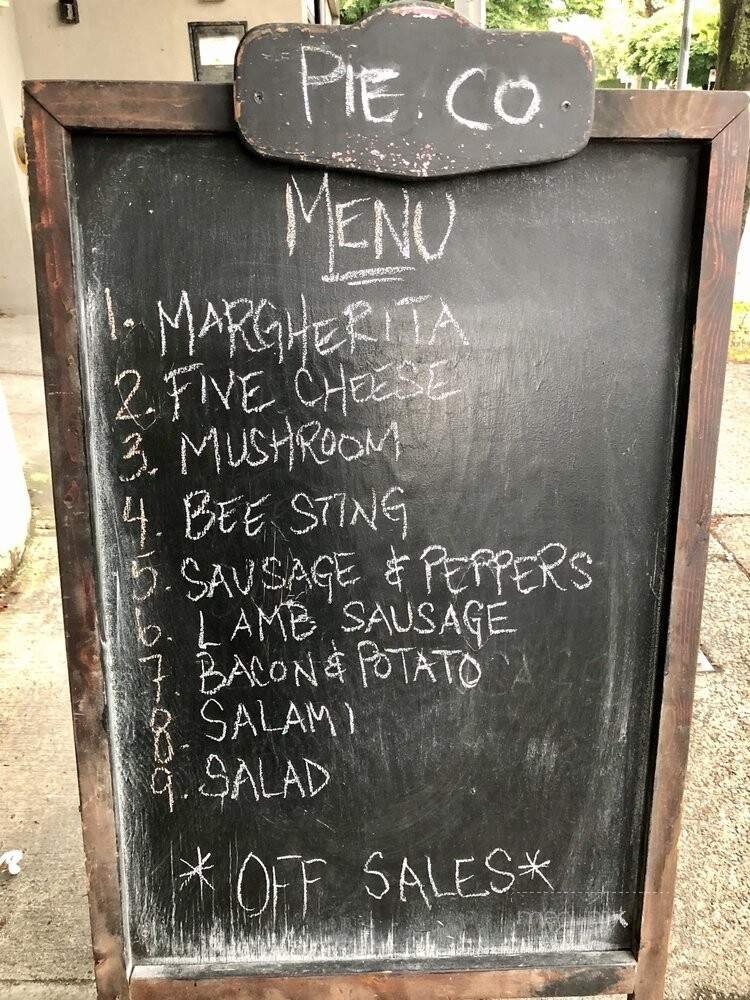 PIE. CO
MENU
1. MARGHERITA
2. FIVE CHEESE
3. MUSHROOM
4. BEE STING
5. SAUSAGE & PEPPERS
6. LAMB SAUSAGE
7. BACON & POTATO
8. SALAMI
9. SALAD
*OFF SALES*